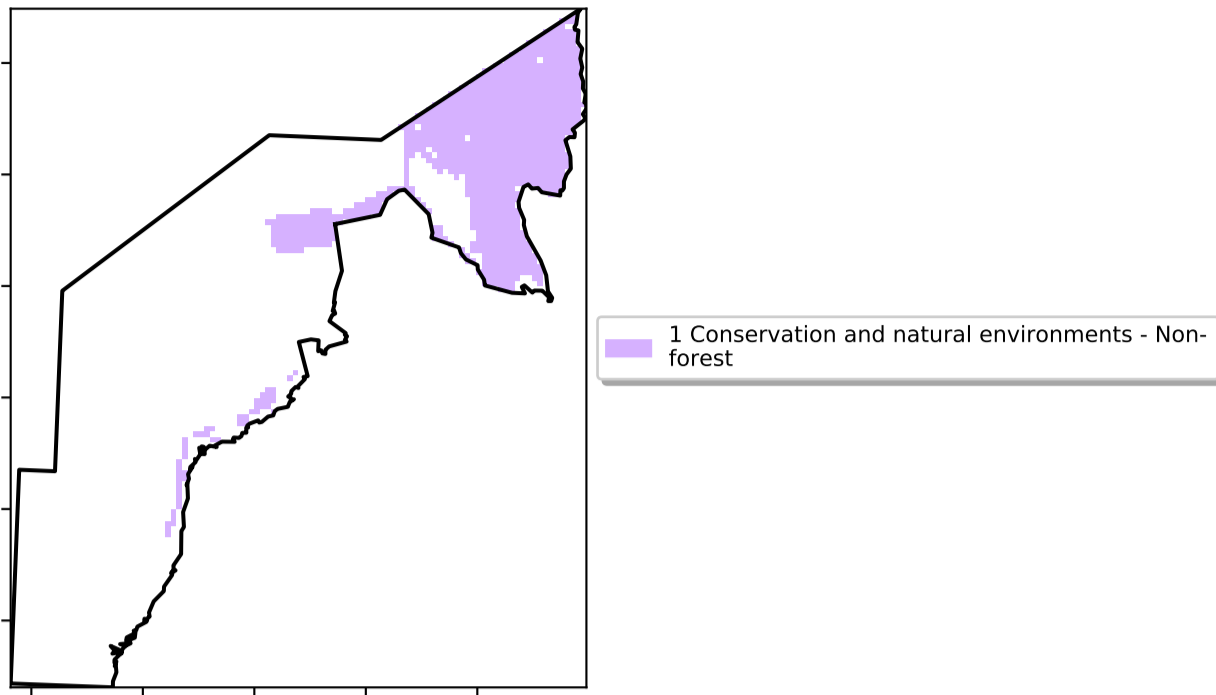 1 Conservation and natural environments - Non-
forest